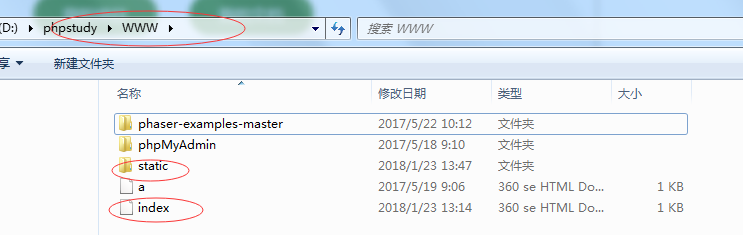 (D:) ▸ phpstudy ▸ WWW ▸ 搜索 WWW
享 ▼ 新建文件夹
名称 修改日期 类型 大小
phaser-examples-master 2017/5/22 10:12 文件夹
phpMyAdmin 2017/5/18 9:10 文件夹
static 2018/1/23 13:47 文件夹
a 2017/5/19 9:06 360 se HTML Do... 1 KB
index 2018/1/23 13:14 360 se HTML Do... 1 KB